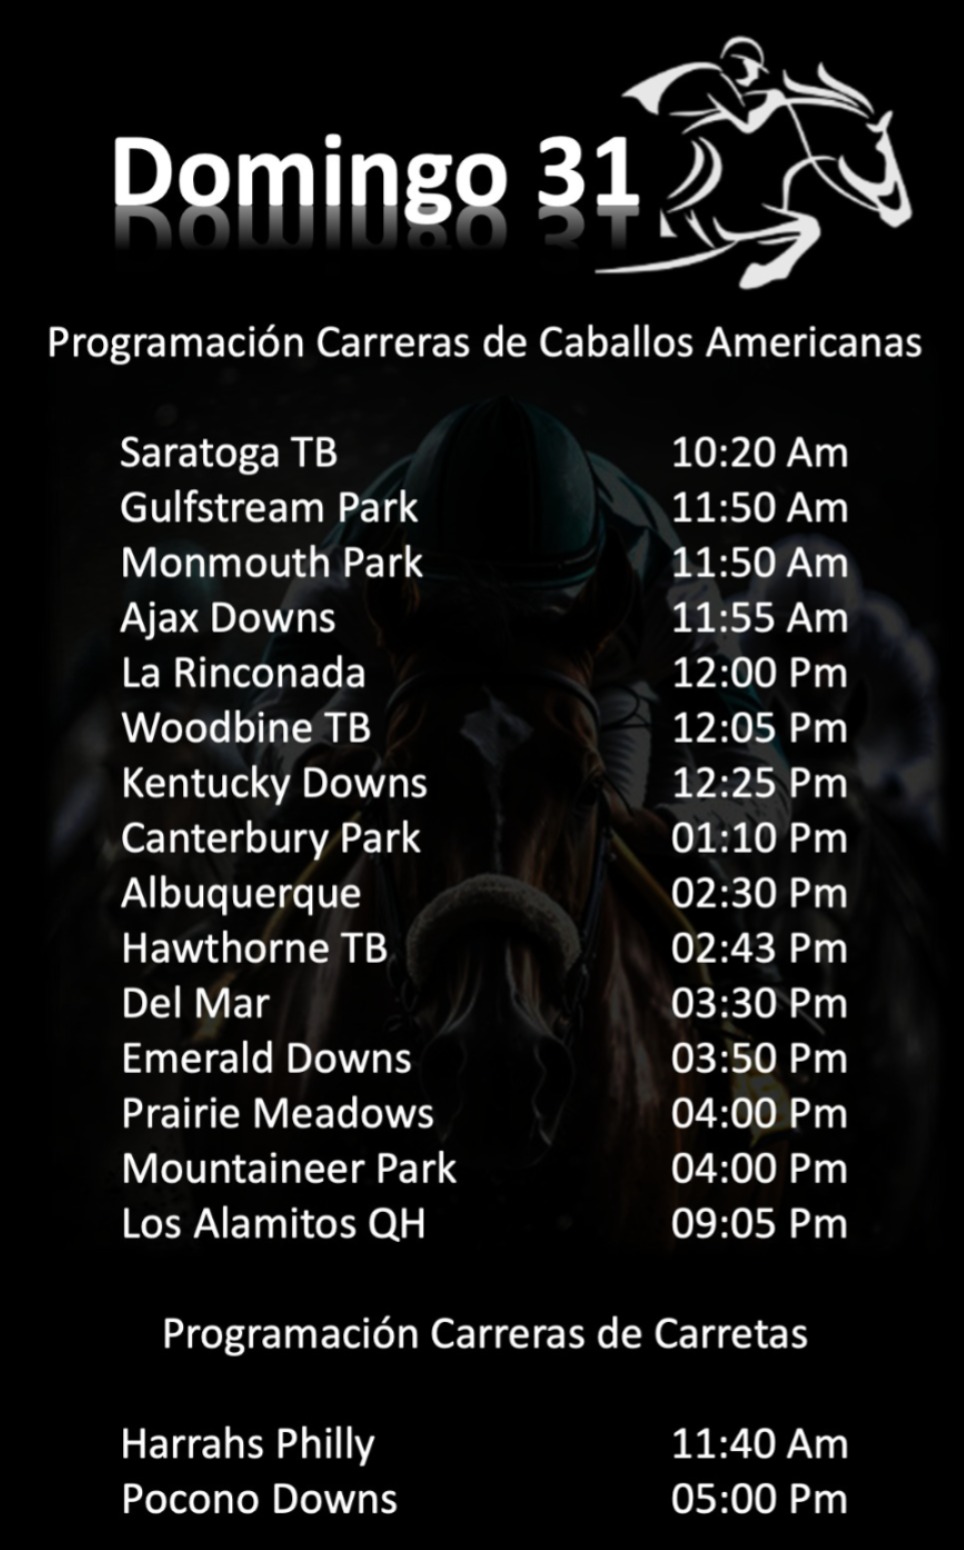 Domingo 31
Programación Carreras de Caballos Americanas
Saratoga TB 10:20 Am
Gulfstream Park 11:50 Am
Monmouth Park 11:50 Am
Ajax Downs 11:55 Am
La Rinconada 12:00 Pm
Woodbine TB 12:05 Pm
Kentucky Downs 12:25 Pm
Canterbury Park 01:10 Pm
Albuquerque 02:30 Pm
Hawthorne TB 02:43 Pm
Del Mar 03:30 Pm
Emerald Downs 03:50 Pm
Prairie Meadows 04:00 Pm
Mountaineer Park 04:00 Pm
Los Alamitos QH 09:05 Pm
Programación Carreras de Carretas
Harrahs Philly 11:40 Am
Pocono Downs 05:00 Pm